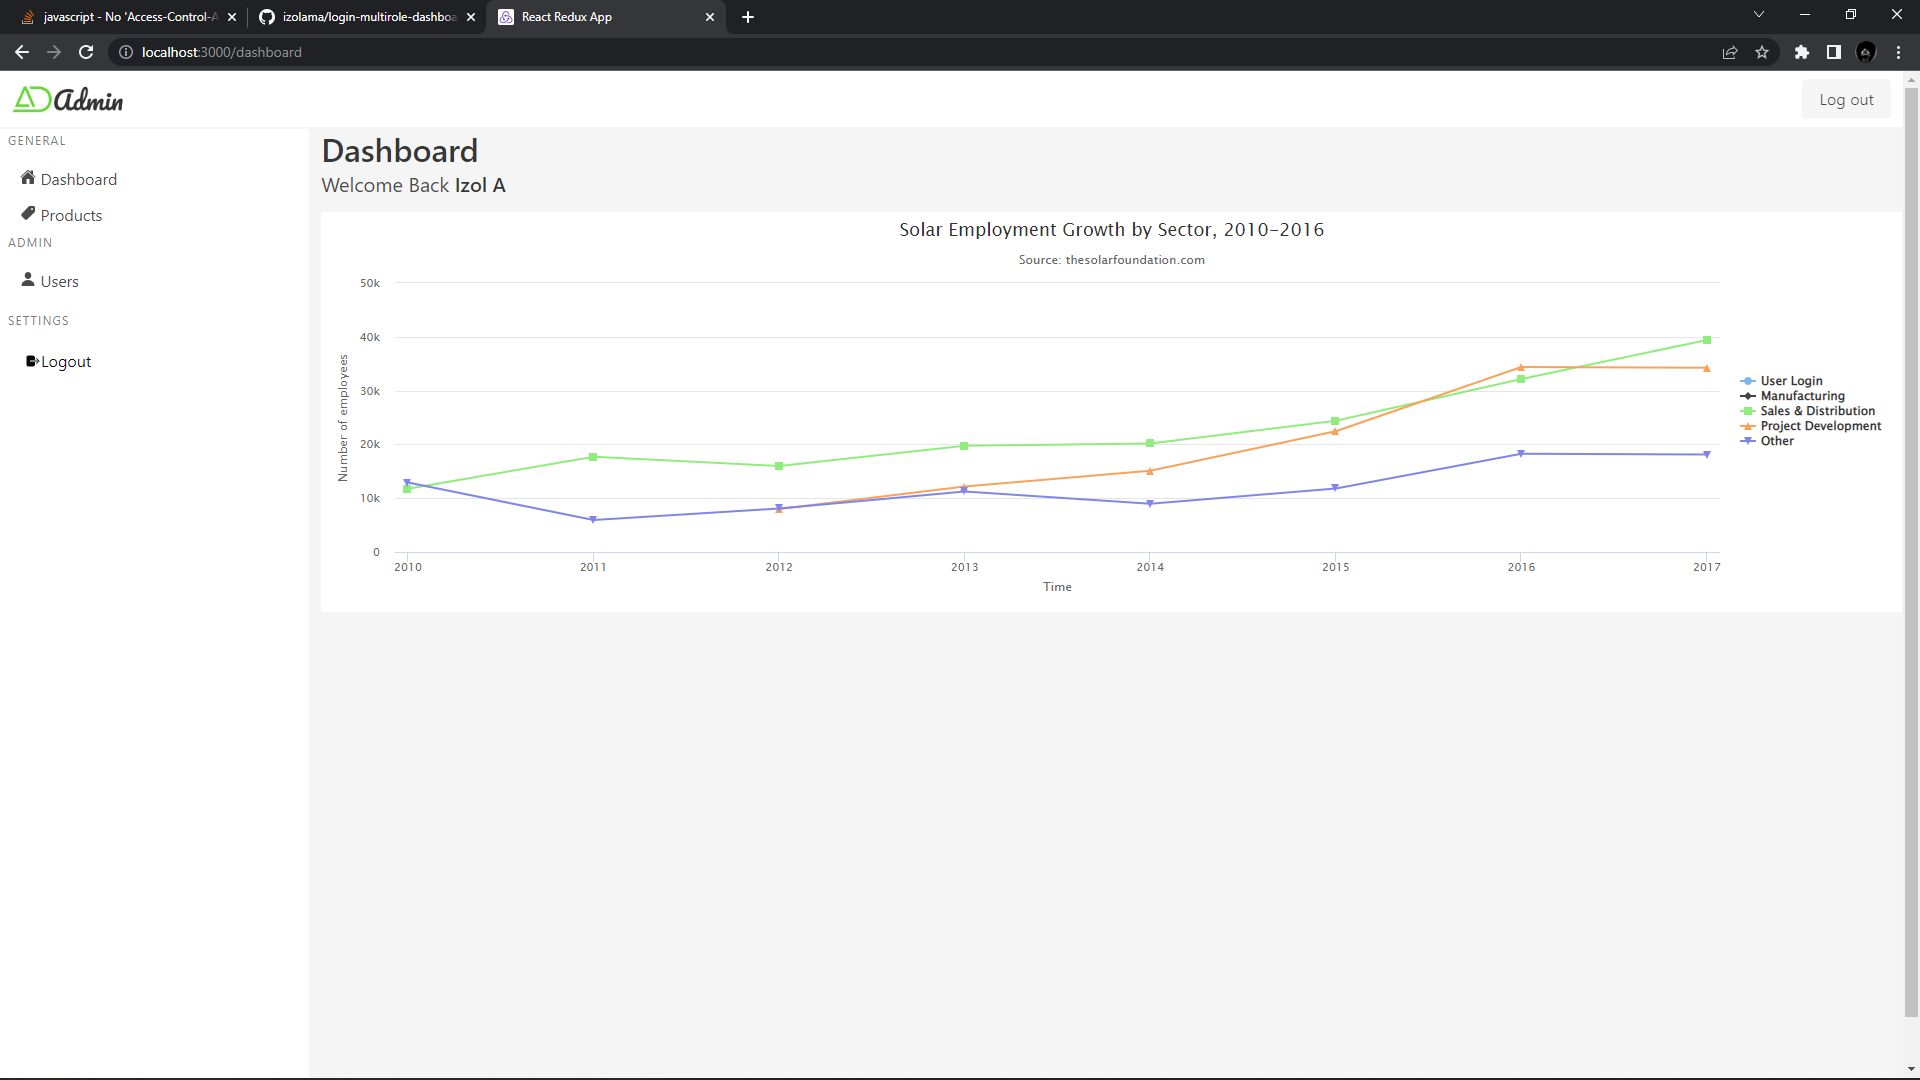 javascript - No 'Access-Control-A
izolama/login-multirole-dashboa
React Redux App
localhost:3000/dashboard
AD Admin
Log out
GENERAL
Dashboard
Products
ADMIN
Users
SETTINGS
Logout
Dashboard
Welcome Back Izol A
Solar Employment Growth by Sector, 2010-2016
Source: thesolarfoundation.com
Number of employees
50k
40k
30k
20k
10k
0
2010 2011 2012 2013 2014 2015 2016 2017
Time
User Login
Manufacturing
Sales & Distribution
Project Development
Other